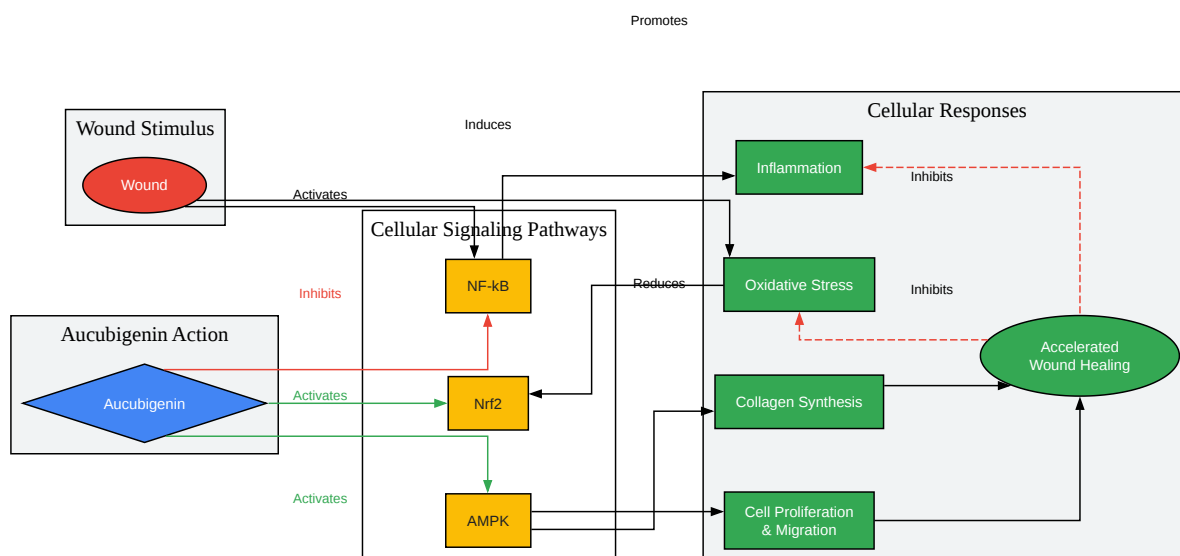 Promotes
Cellular Responses
Wound Stimulus
Induces
Inflammation
Inhibits
Wound
Activates
Cellular Signaling Pathways
NF-kB
Reduces
Oxidative Stress
Inhibits
Inhibits
Aucubigenin Action
Accelerated
Wound Healing
Aucubigenin
Activates
Nrf2
Collagen Synthesis
Activates
AMPK
Cell Proliferation
& Migration